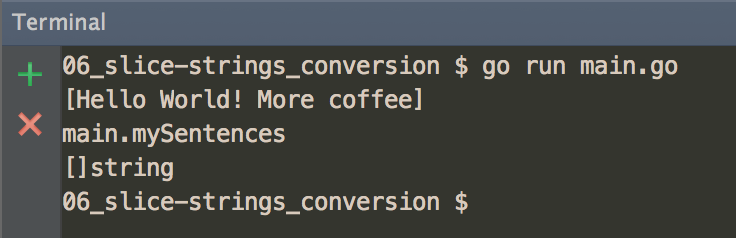 Terminal
06_slice-strings_conversion $ go run main.go
[Hello World! More coffee]
main.mySentences
[]string
06_slice-strings_conversion $